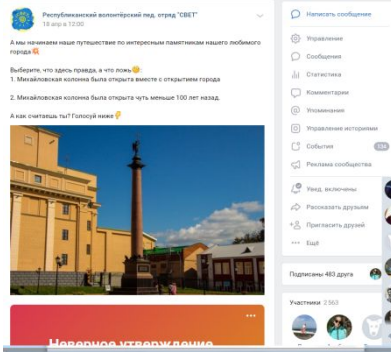 Республиканский волонтёрский пед. отряд "СВЕТ"
18 апр в 12:00
А мы начинаем наше путешествие по интересным памятникам нашего любимого
города
Выберите, что здесь правда, а что ложь:
1. Михайловская колонна была открыта вместе с открытием города
2. Михайловская колонна была открыта чуть меньше 100 лет назад.
А как считаешь ты? Голосуй ниже
Неверное утверждение
Написать сообщение
Управление
Сообщения
Статистика
Комментарии
Упоминания
Управление историями
События
Реклама сообщества
Увед. включены
Рассказать друзьям
Пригласить друзей
Ещё
Подписаны 483 друга
Участники 2 563